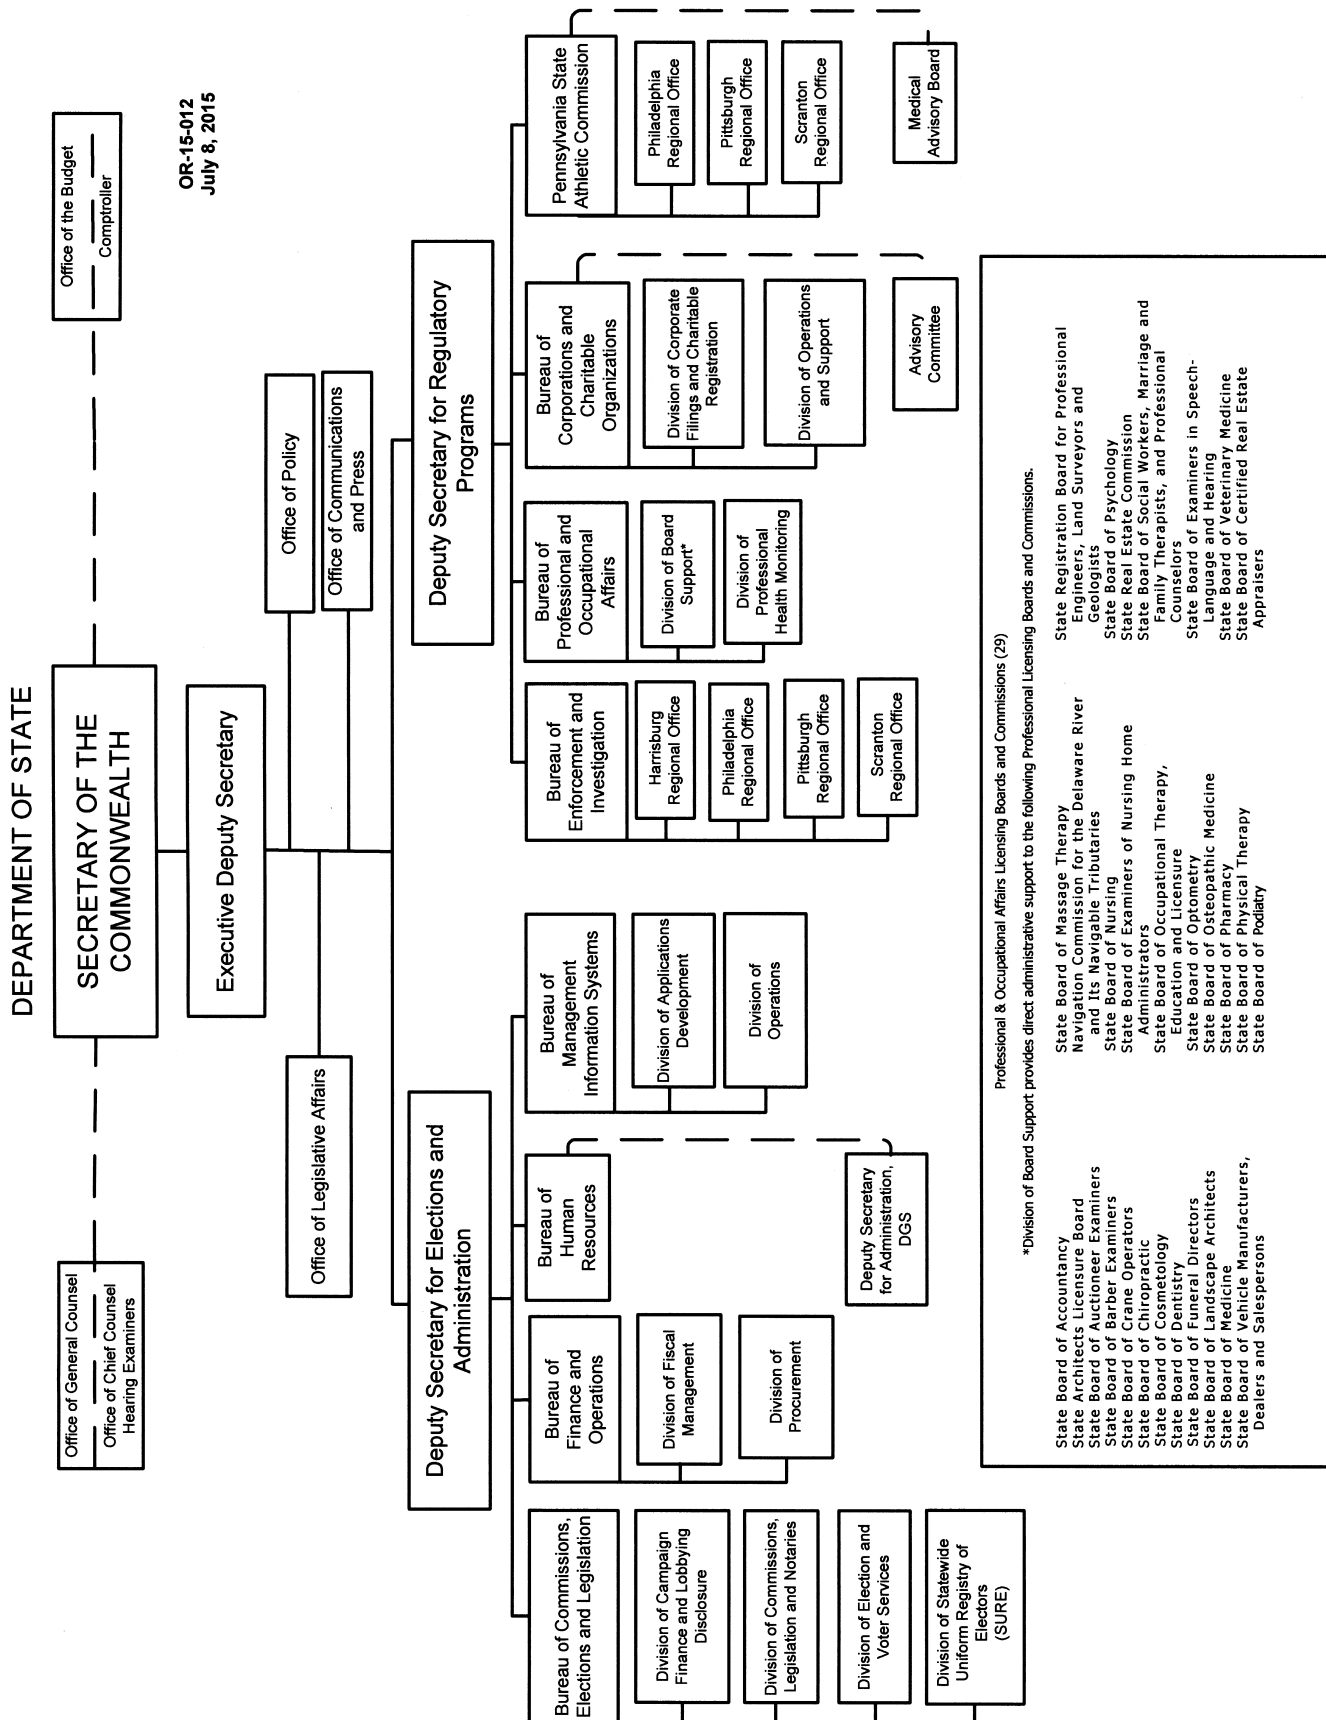 DEPARTMENT OF STATE
Office of General Counsel
Office of Chief Counsel
Hearing Examiners
SECRETARY OF THE
COMMONWEALTH
Office of the Budget
Comptroller
OR-15-012
July 8, 2015
Executive Deputy Secretary
Office of Policy
Office of Legislative Affairs
Office of Communications
and Press
Deputy Secretary for Elections and
Administration
Deputy Secretary for Regulatory
Programs
Bureau of Commissions,
Elections and Legislation
Division of Campaign
Finance and Lobbying
Disclosure
Division of Commissions,
Legislation and Notaries
Division of Election and
Voter Services
Division of Statewide
Uniform Registry of
Electors
(SURE)
Bureau of
Finance and
Operations
Division of Fiscal
Management
Division of
Procurement
Bureau of
Human
Resources
Deputy Secretary
for Administration,
DGS
Bureau of
Management
Information Systems
Division of Applications
Development
Division of
Operations
Bureau of
Enforcement and
Investigation
Harrisburg
Regional Office
Philadelphia
Regional Office
Pittsburgh
Regional Office
Scranton
Regional Office
Bureau of
Professional and
Occupational
Affairs
Division of Board
Support*
Division of
Professional
Health Monitoring
Bureau of
Corporations and
Charitable
Organizations
Division of Corporate
Filings and Charitable
Registration
Division of Operations
and Support
Advisory
Committee
Pennsylvania State
Athletic Commission
Philadelphia
Regional Office
Pittsburgh
Regional Office
Scranton
Regional Office
Medical
Advisory Board
Professional & Occupational Affairs Licensing Boards and Commissions (29)
*Division of Board Support provides direct administrative support to the following Professional Licensing Boards and Commissions.
State Board of Accountancy
State Architects Licensure Board
State Board of Auctioneer Examiners
State Board of Barber Examiners
State Board of Crane Operators
State Board of Chiropractic
State Board of Cosmetology
State Board of Dentistry
State Board of Funeral Directors
State Board of Landscape Architects
State Board of Medicine
State Board of Vehicle Manufacturers,
Dealers and Salespersons
State Board of Massage Therapy
Navigation Commission for the Delaware River
and Its Navigable Tributaries
State Board of Nursing
State Board of Examiners of Nursing Home
Administrators
State Board of Occupational Therapy,
Education and Licensure
State Board of Optometry
State Board of Osteopathic Medicine
State Board of Pharmacy
State Board of Physical Therapy
State Board of Podiatry
State Registration Board for Professional
Engineers, Land Surveyors and
Geologists
State Board of Psychology
State Real Estate Commission
State Board of Social Workers, Marriage and
Family Therapists, and Professional
Counselors
State Board of Examiners in Speech-
Language and Hearing
State Board of Veterinary Medicine
State Board of Certified Real Estate
Appraisers